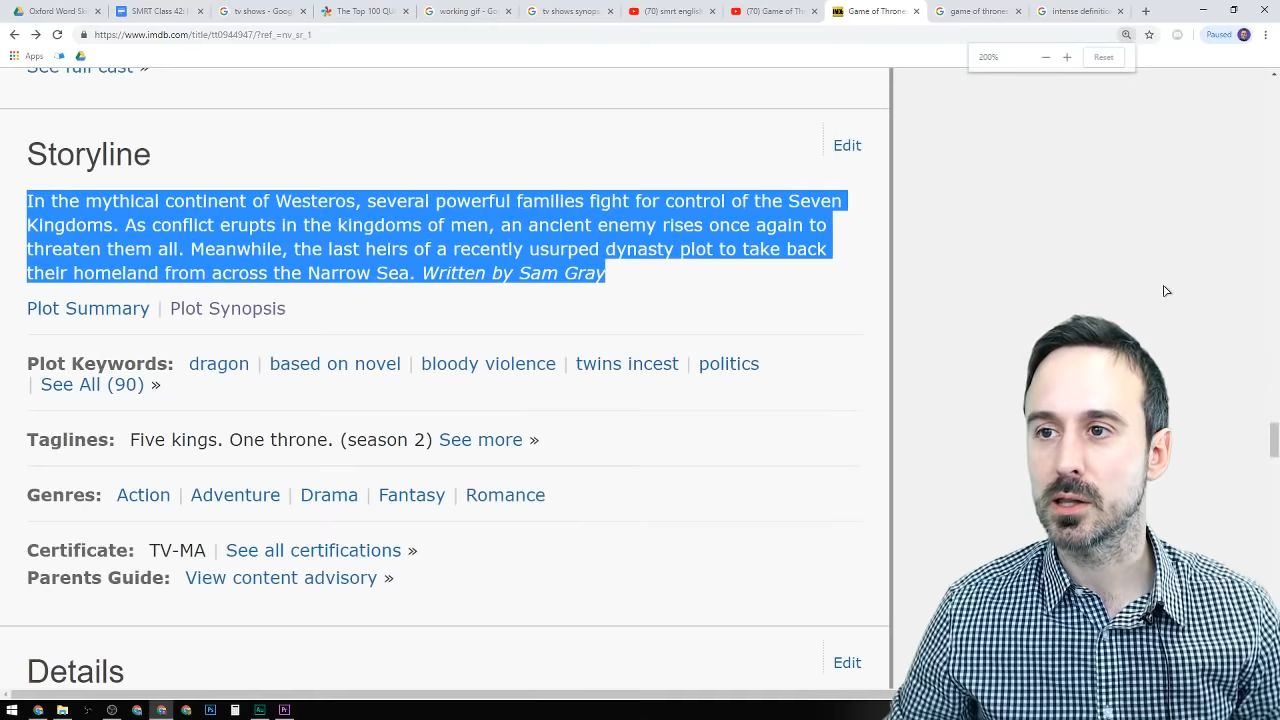 Oxford Word Sk
SMRT Class 42:
tv shows - Goog
The Top 100 QU
working gif - Go
tv shows synops
(70) smrt englis
(70) Game of Th
Game of Thrones
game of thrones
intense definitio
https://www.imdb.com/title/tt0944947/?ref_=nv_sr_1
Paused
Apps
200%
Reset
See full cast »
Storyline
Edit
In the mythical continent of Westeros, several powerful families fight for control of the Seven
Kingdoms. As conflict erupts in the kingdoms of men, an ancient enemy rises once again to
threaten them all. Meanwhile, the last heirs of a recently usurped dynasty plot to take back
their homeland from across the Narrow Sea. Written by Sam Gray
Plot Summary | Plot Synopsis
Plot Keywords: dragon | based on novel | bloody violence | twins incest | politics
| See All (90) »
Taglines: Five kings. One throne. (season 2) See more »
Genres: Action | Adventure | Drama | Fantasy | Romance
Certificate: TV-MA | See all certifications »
Parents Guide: View content advisory »
Details
Edit